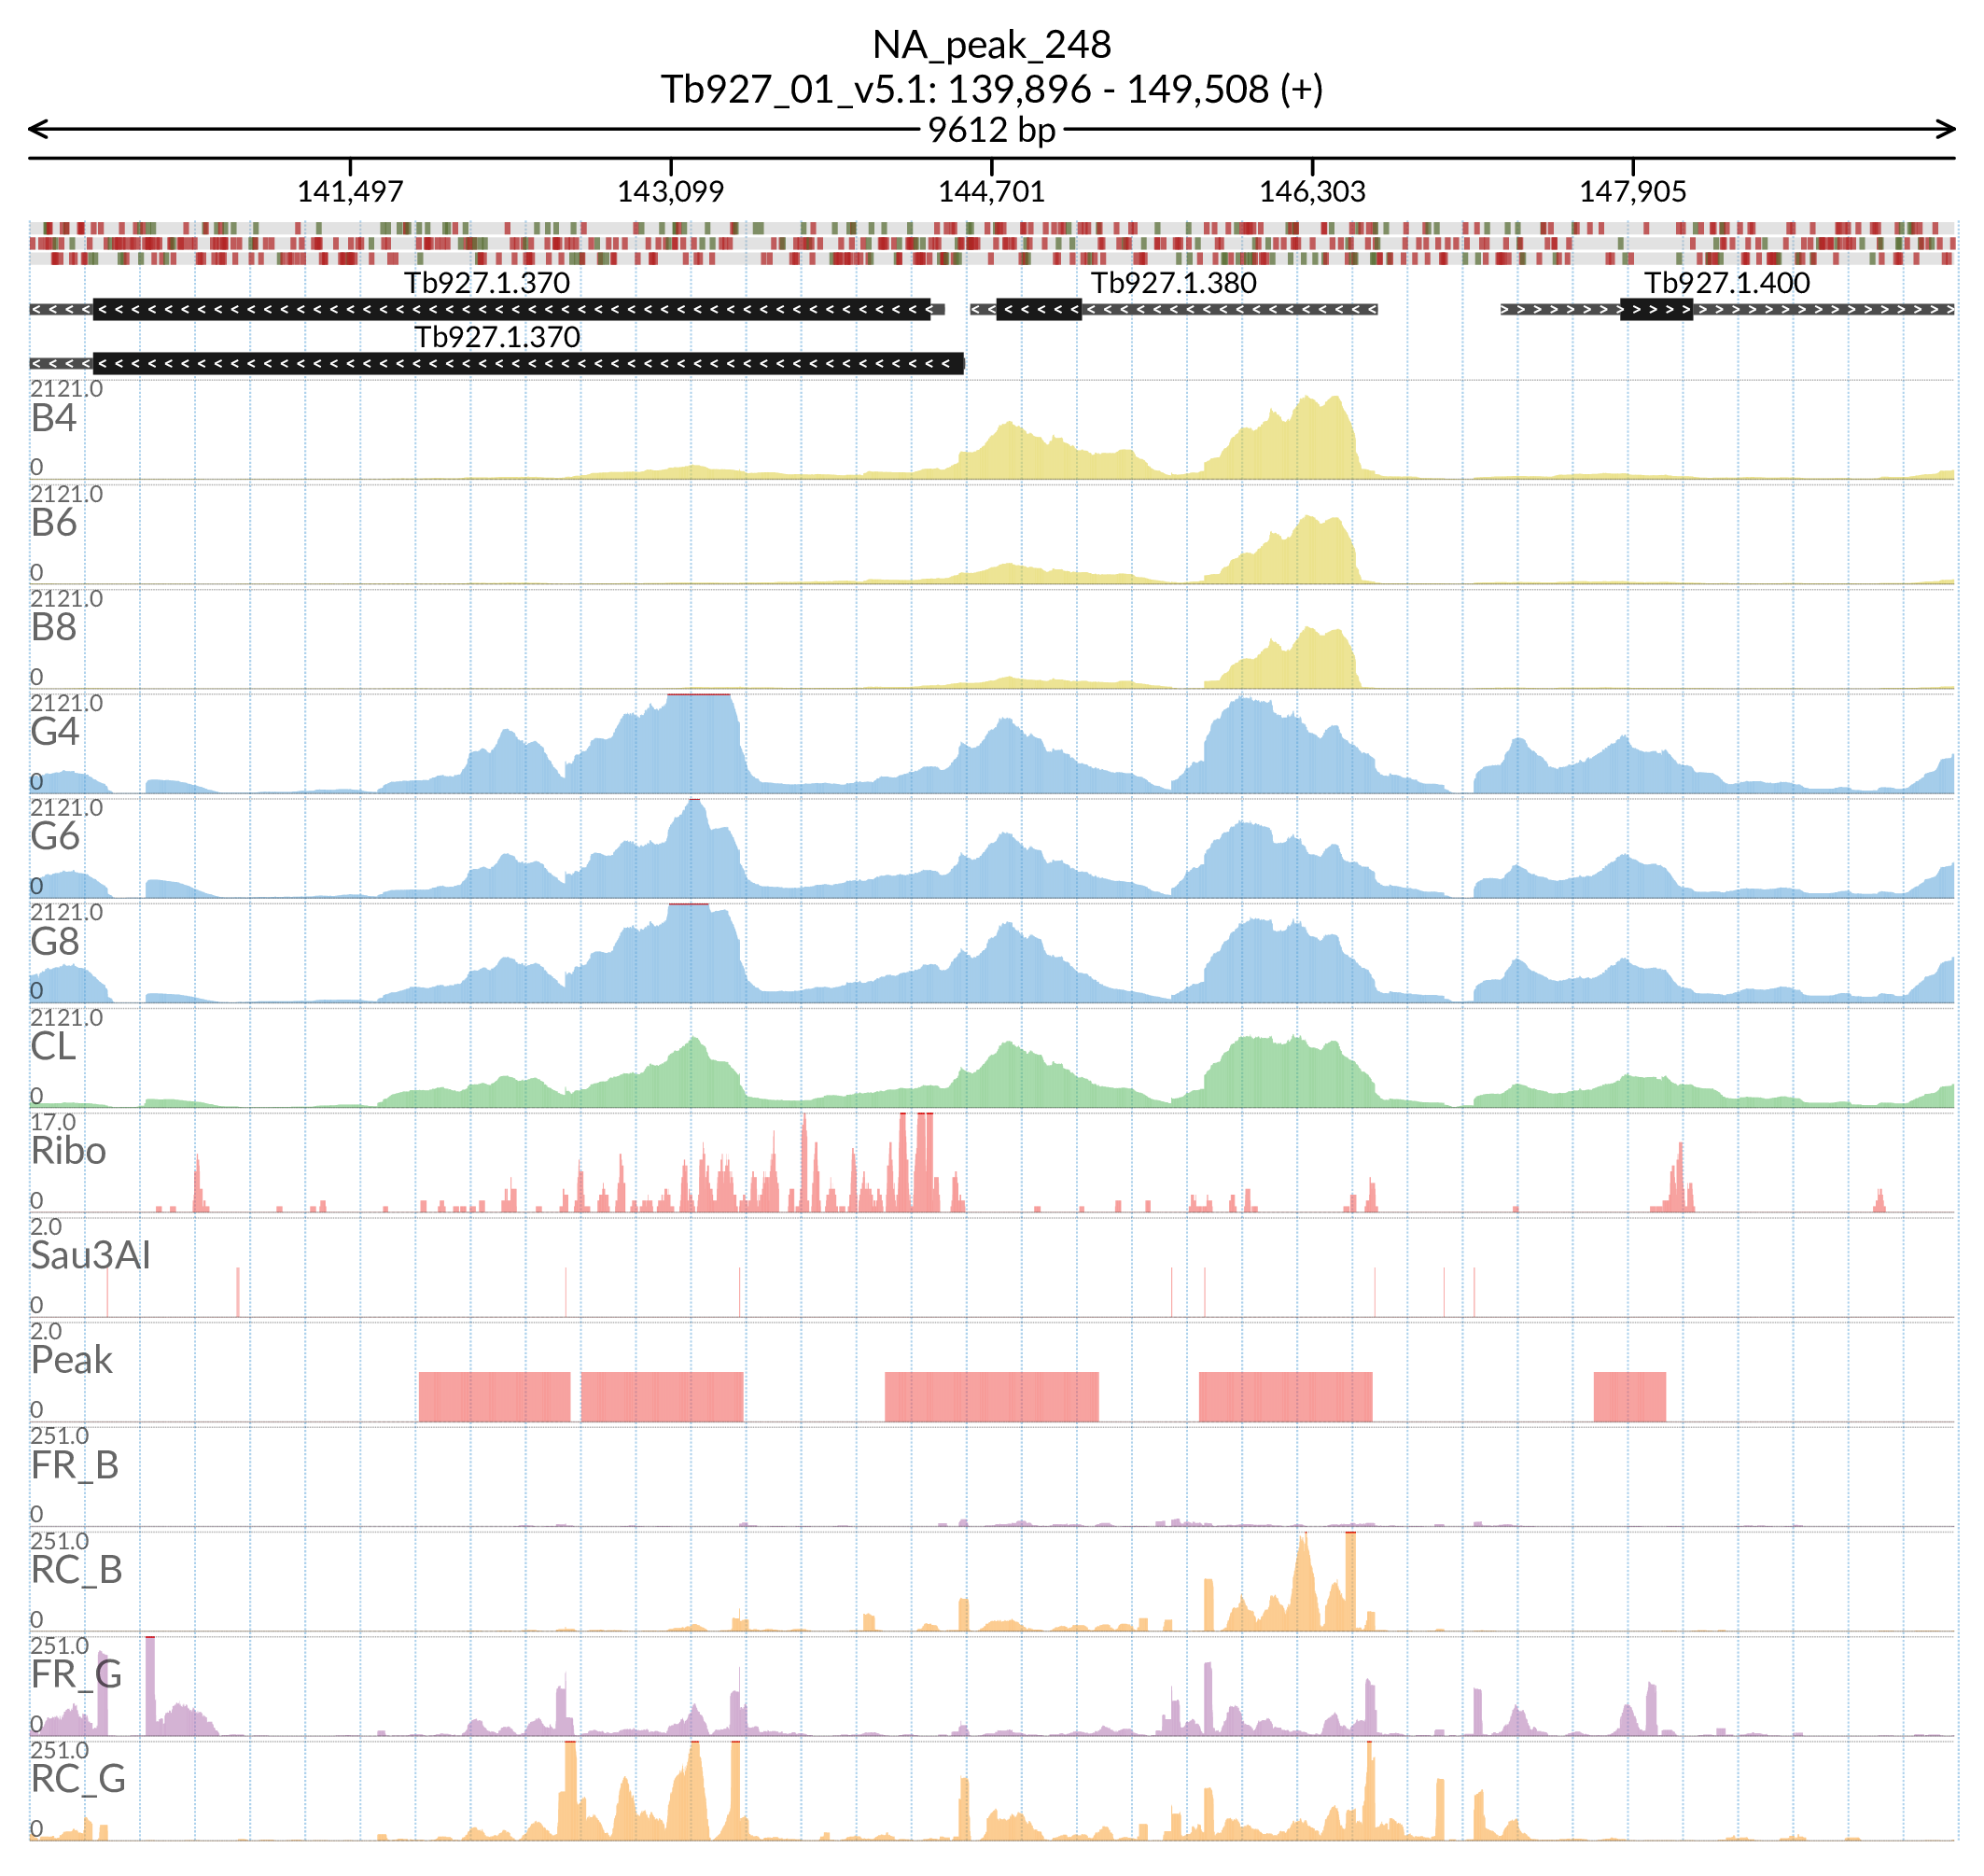 NA_peak_248
Tb927_01_v5.1: 139,896 - 149,508 (+)
9612 bp
141,497 143,099 144,701 146,303 147,905
Tb927.1.370 Tb927.1.380 Tb927.1.400
Tb927.1.370
2121.0
B4
0
2121.0
B6
0
2121.0
B8
0
2121.0
G4
0
2121.0
G6
0
2121.0
G8
0
2121.0
CL
0
17.0
Ribo
0
2.0
Sau3AI
0
2.0
Peak
0
251.0
FR_B
0
251.0
RC_B
0
251.0
FR_G
0
251.0
RC_G
0